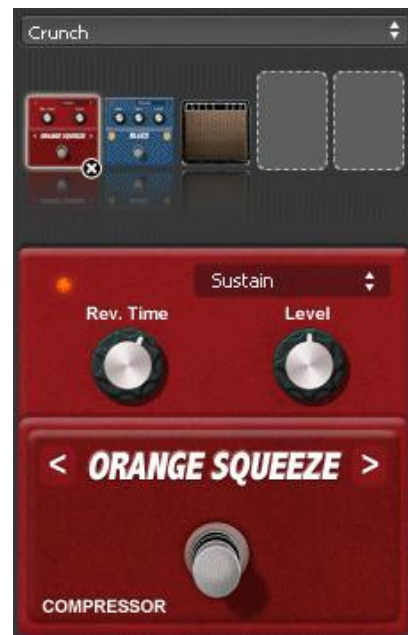 Crunch
Sustain
Rev. Time Level
< ORANGE SQUEEZE >
COMPRESSOR